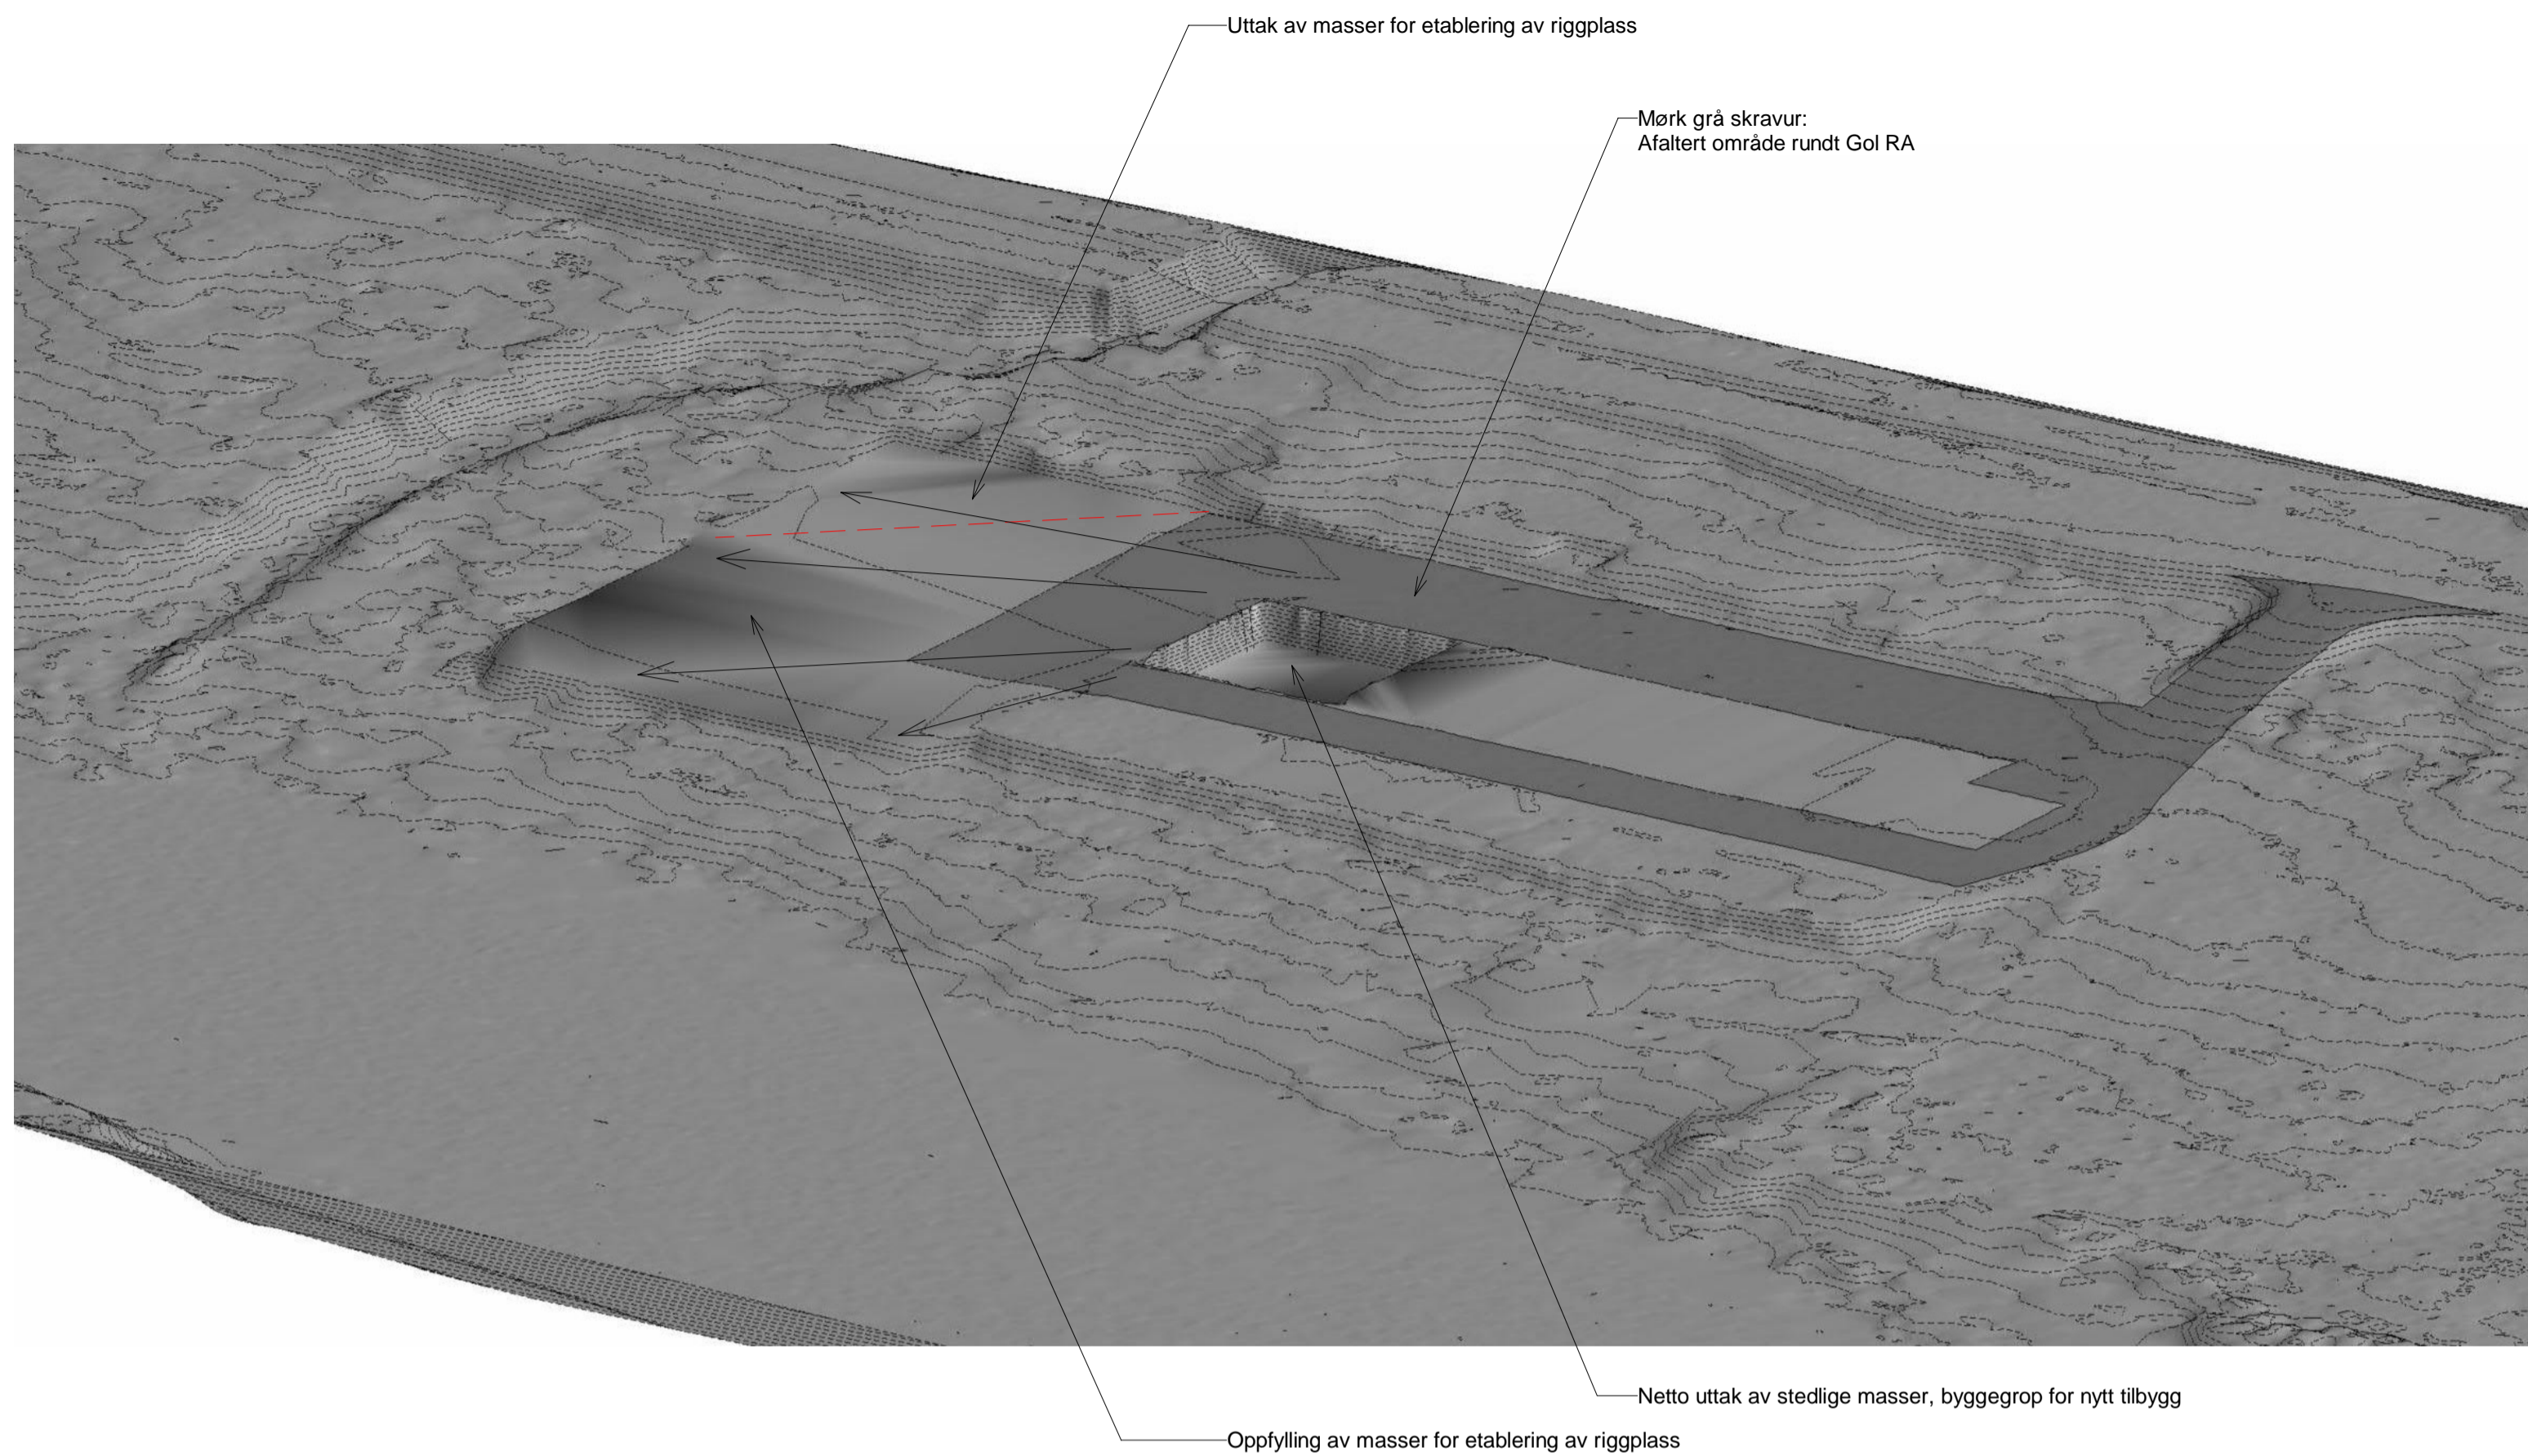 Uttak av masser for etablering av riggplass
Mørk grå skravur:
Afaltert område rundt Gol RA
Netto uttak av stedlige masser, byggegrop for nytt tilbygg
Oppfylling av masser for etablering av riggplass